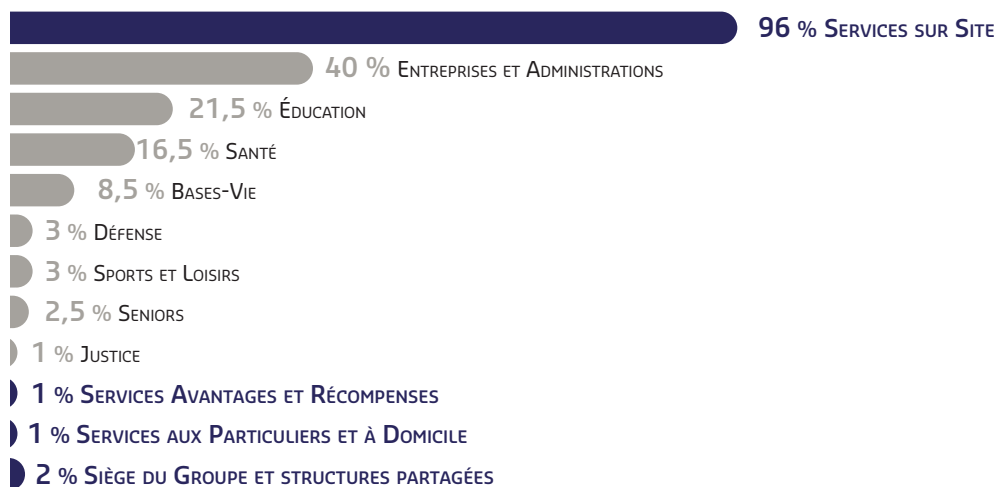 96 % Services sur Site
40 % Entreprises et Administrations
21,5 % Éducation
16,5 % Santé
8,5 % Bases-Vie
3 % Défense
3 % Sports et Loisirs
2,5 % Seniors
1 % Justice
1 % Services Avantages et Récompenses
1 % Services aux Particuliers et à Domicile
2 % Siège du Groupe et structures partagées